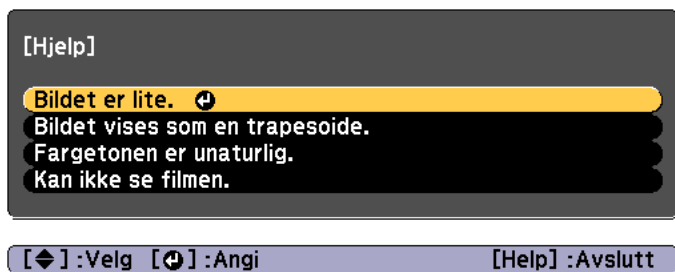 [Hjelp]
Bildet er lite.
Bildet vises som en trapesoide.
Fargetonen er unaturlig.
Kan ikke se filmen.
[◆] :Velg [↵] :Angi [Help] :Avslutt